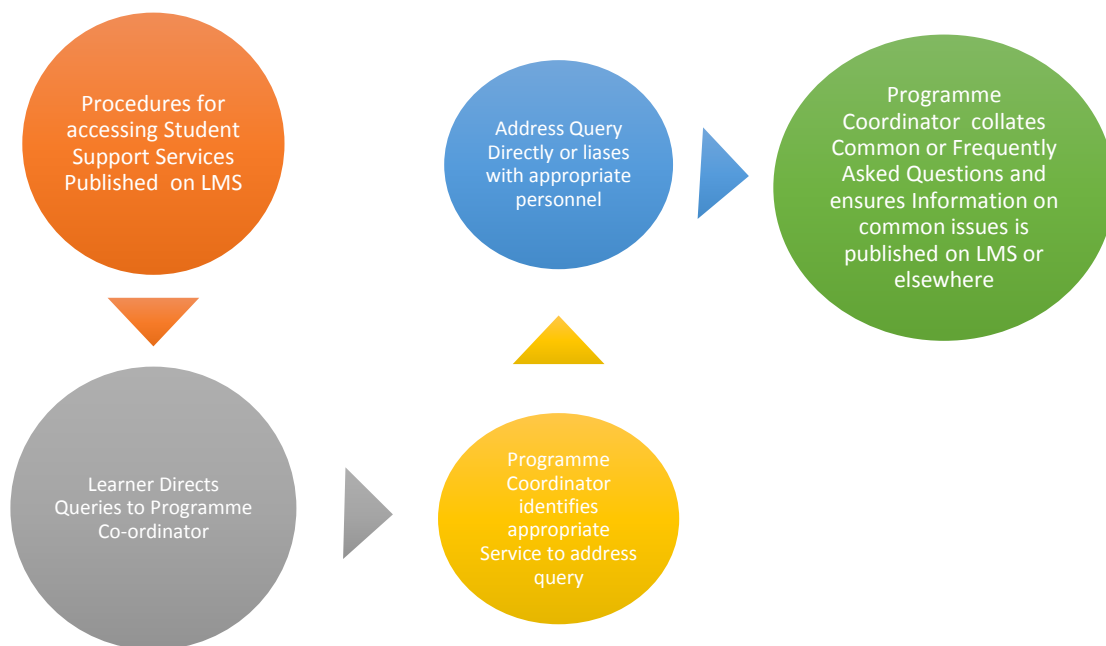 Procedures for
accessing Student
Support Services
Published on LMS
Learner Directs
Queries to Programme
Co-ordinator
Programme
Coordinator
identifies
appropriate
Service to address
query
Address Query
Directly or liases
with appropriate
personnel
Programme
Coordinator collates
Common or Frequently
Asked Questions and
ensures Information on
common issues is
published on LMS or
elsewhere